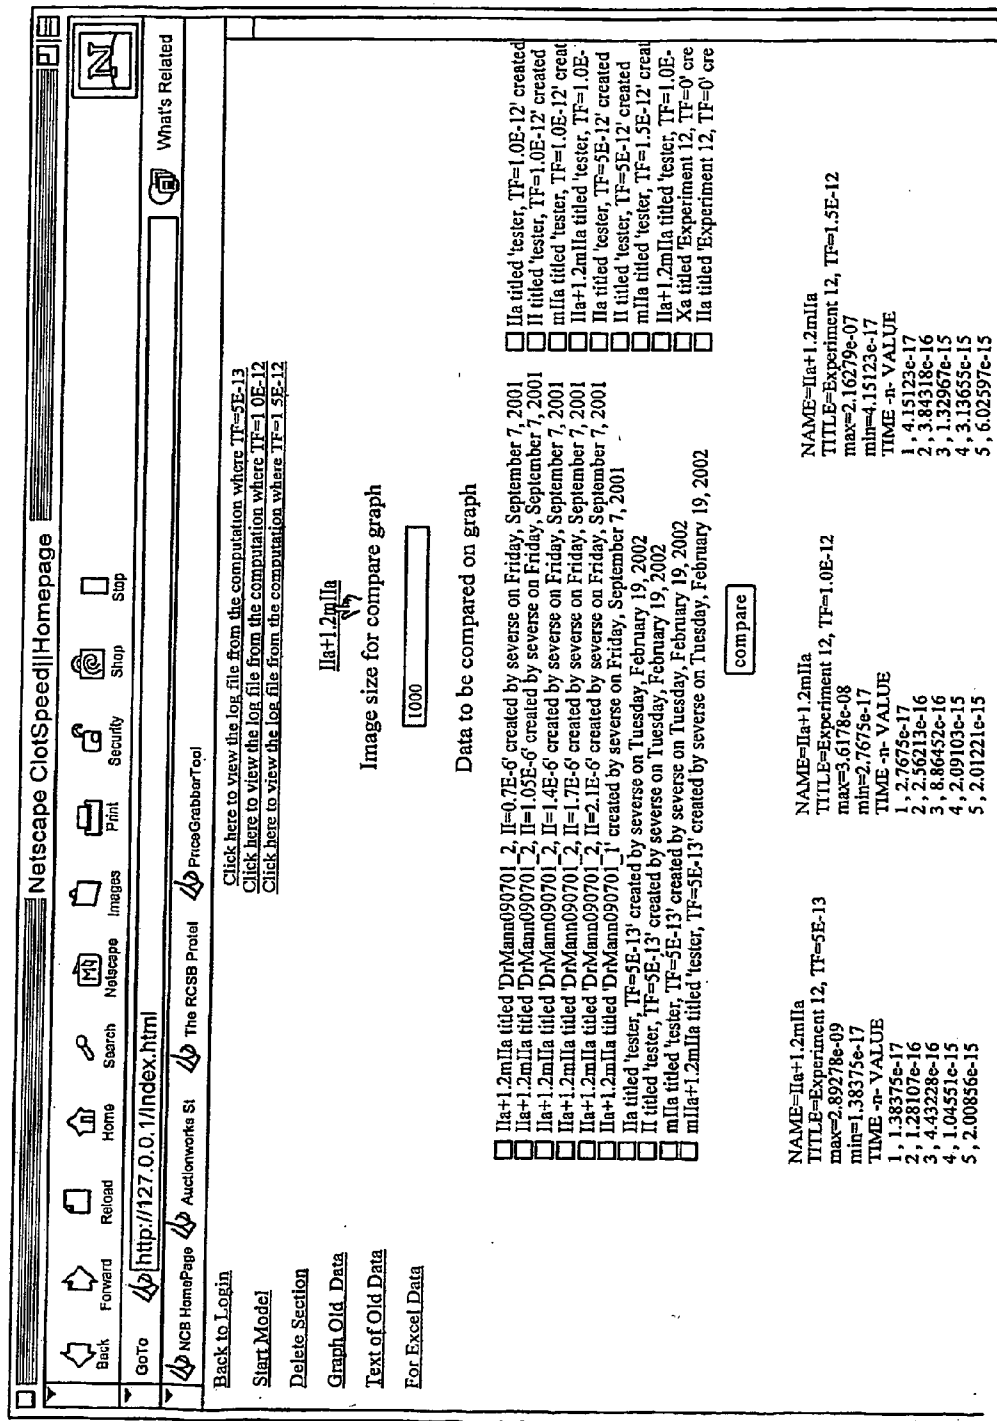 Netscape ClotSpeed||Homepage
Back
Forward
Reload
Home
Search
Netscape
Images
Print
Security
Shop
Stop
N
GoTo
http://127.0.0.1/Index.html
What's Related
NCB HomePage
Auctionworks St
The RCSB Protel
PriceGrabbarTool
Back to Login
Start Model
Delete Section
Graph Old Data
Text of Old Data
For Excel Data
Click here to view the log file from the computation where TF=5E-13
Click here to view the log file from the computation where TF=1 0E-12
Click here to view the log file from the computation where TF=1 5E-12
IIa+1.2mIIa
Image size for compare graph
1000
Data to be compared on graph
IIa+1.2mIIa titled 'DrMann090701_2, II=0.7E-6' created by severse on Friday, September 7, 2001
IIa+1.2mIIa titled 'DrMann090701_2, II=1.05E-6' created by severse on Friday, September 7, 2001
IIa+1.2mIIa titled 'DrMann090701_2, II=1.4E-6' created by severse on Friday, September 7, 2001
IIa+1.2mIIa titled 'DrMann090701_2, II=1.7E-6' created by severse on Friday, September 7, 2001
IIa+1.2mIIa titled 'DrMann090701_2, II=2.1E-6' created by severse on Friday, September 7, 2001
IIa+1.2mIIa titled 'DrMann090701_1' created by severse on Friday, September 7, 2001
IIa titled 'tester, TF=5E-13' created by severse on Tuesday, February 19, 2002
II titled 'tester, TF=5E-13' created by severse on Tuesday, February 19, 2002
mIIa titled 'tester, TF=5E-13' created by severse on Tuesday, February 19, 2002
mIIa+1.2mIIa titled 'tester, TF=5E-13' created by severse on Tuesday, February 19, 2002
IIa titled 'tester, TF=1.0E-12' created
II titled 'tester, TF=1.0E-12' created
mIIa titled 'tester, TF=1.0E-12' creat
IIa+1.2mIIa titled 'tester, TF=1.0E-
IIa titled 'tester, TF=5E-12' created
II titled 'tester, TF=5E-12' created
mIIa titled 'tester, TF=1.5E-12' creat
IIa+1.2mIIa titled 'tester, TF=1.0E-
Xa titled 'Experiment 12, TF=0' cre
IIa titled 'Experiment 12, TF=0' cre
compare
NAME=IIa+1.2mIIa
TITLE=Experiment 12, TF=5E-13
max=2.89278e-09
min=1.38375e-17
TIME -n- VALUE
1 , 1.38375e-17
2 , 1.28107e-16
3 , 4.43228e-16
4 , 1.04551e-15
5 , 2.00856e-15
NAME=IIa+1.2mIIa
TITLE=Experiment 12, TF=1.0E-12
max=3.6178e-08
min=2.7675e-17
TIME -n- VALUE
1 , 2.7675e-17
2 , 2.56213e-16
3 , 8.86452e-16
4 , 2.09103e-15
5 , 2.01221e-15
NAME=IIa+1.2mIIa
TITLE=Experiment 12, TF=1.5E-12
max=2.16279e-07
min=4.15123e-17
TIME -n- VALUE
1 , 4.15123e-17
2 , 3.84318e-16
3 , 1.32967e-15
4 , 3.13655e-15
5 , 6.02597e-15